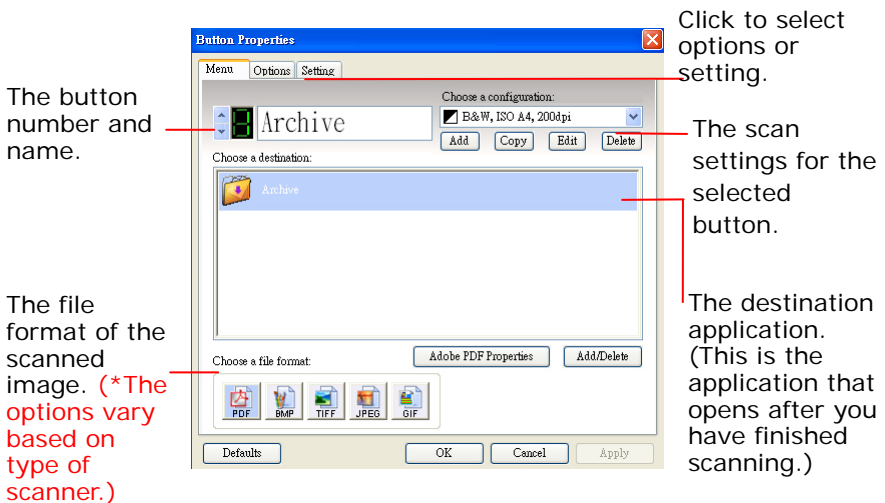 Click to select
options or
setting.
Button Properties
Menu Options Setting
The button
number and
name.
3 Archive
Choose a configuration:
B&W, ISO A4, 200dpi
Add Copy Edit Delete
The scan
settings for the
selected
button.
Choose a destination:
Archive
The file
format of the
scanned
image. (*The
options vary
based on
type of
scanner.)
The destination
application.
(This is the
application that
opens after you
have finished
scanning.)
Choose a file format:
Adobe PDF Properties Add/Delete
PDF BMP TIFF JPEG GIF
Defaults OK Cancel Apply